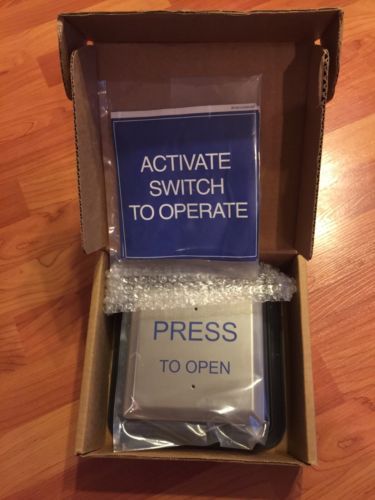 ACTIVATE
SWITCH
TO OPERATE
PRESS
TO OPEN